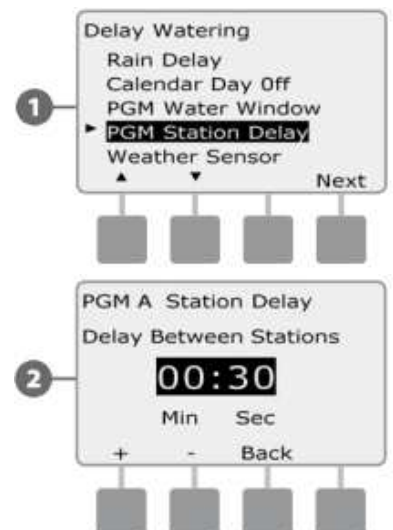 Delay Watering
Rain Delay
Calendar Day Off
PGM Water Window
PGM Station Delay
Weather Sensor
Next
1
PGM A Station Delay
Delay Between Stations
00:30
Min Sec
+ - Back
2